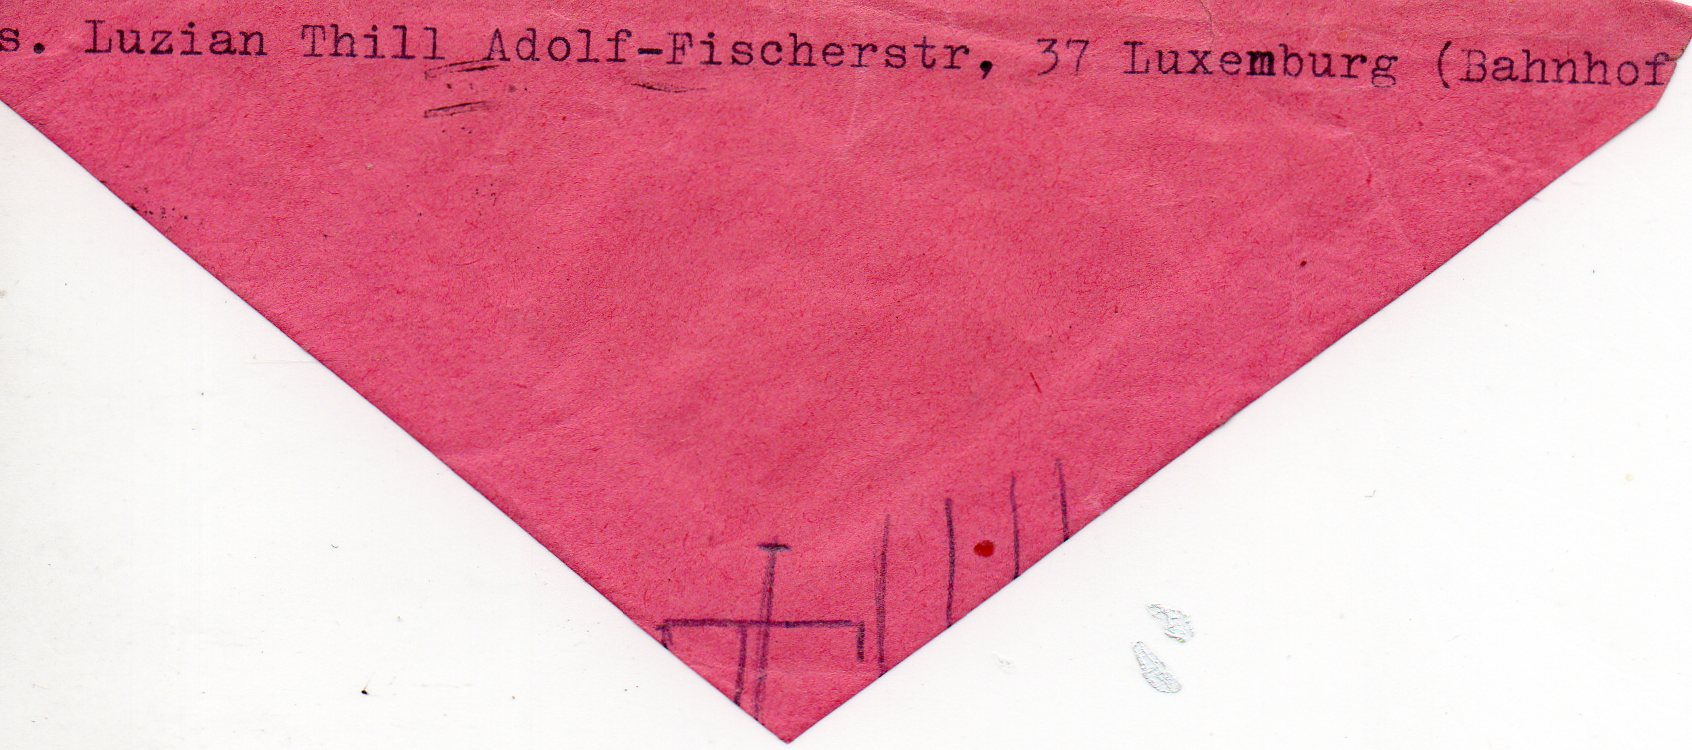 s. Luzian Thill Adolf-Fischerstr, 37 Luxemburg (Bahnhof